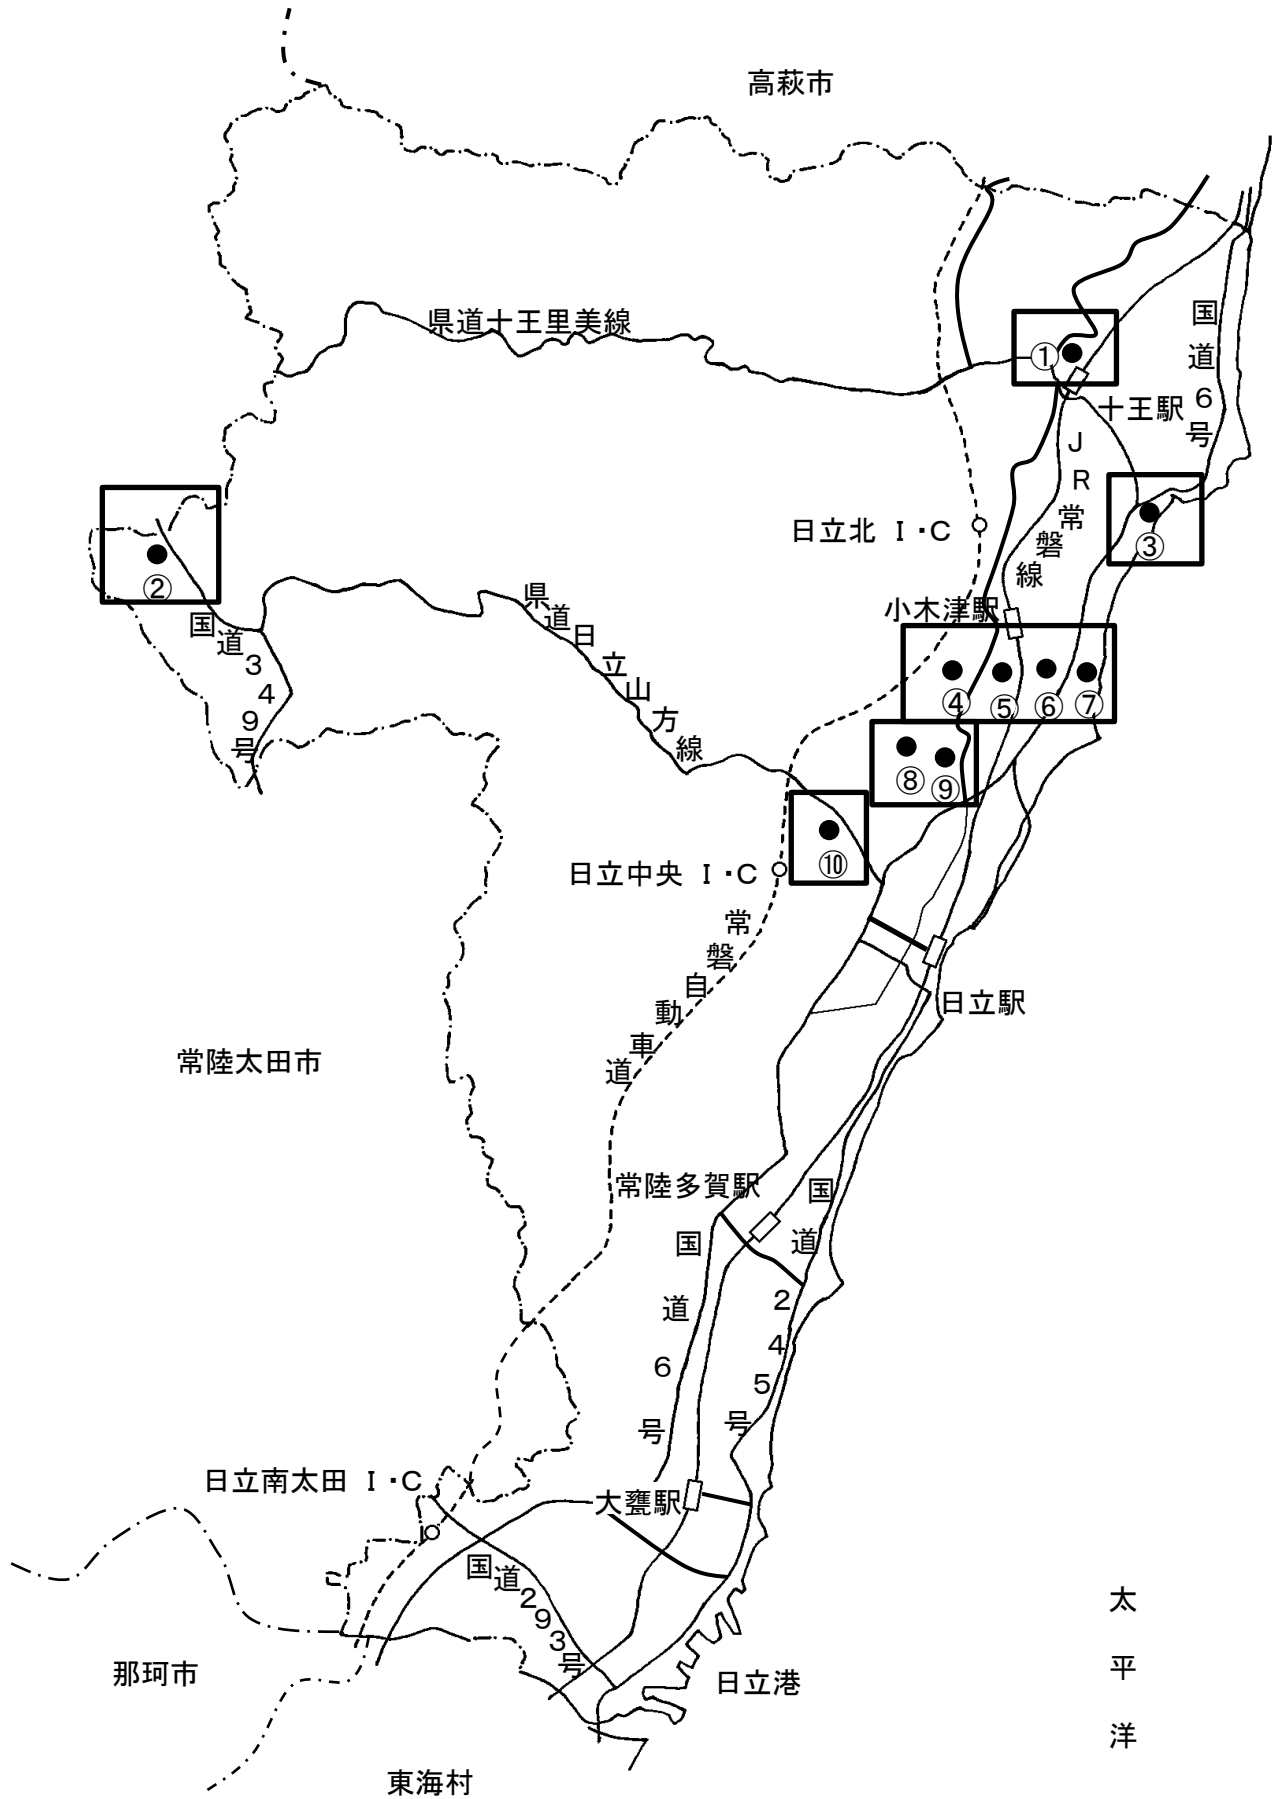 高萩市
県道十王里美線
国道6号
①
十王駅
JR常磐線
日立北 I・C
③
②
国道349号
県道日立山方線
小木津駅
④
⑤
⑥
⑦
⑧
⑨
⑩
日立中央 I・C
常磐自動車道
日立駅
常陸太田市
常陸多賀駅
国道6号
国道245号
日立南太田 I・C
大甕駅
国道293号
那珂市
日立港
東海村
太平洋